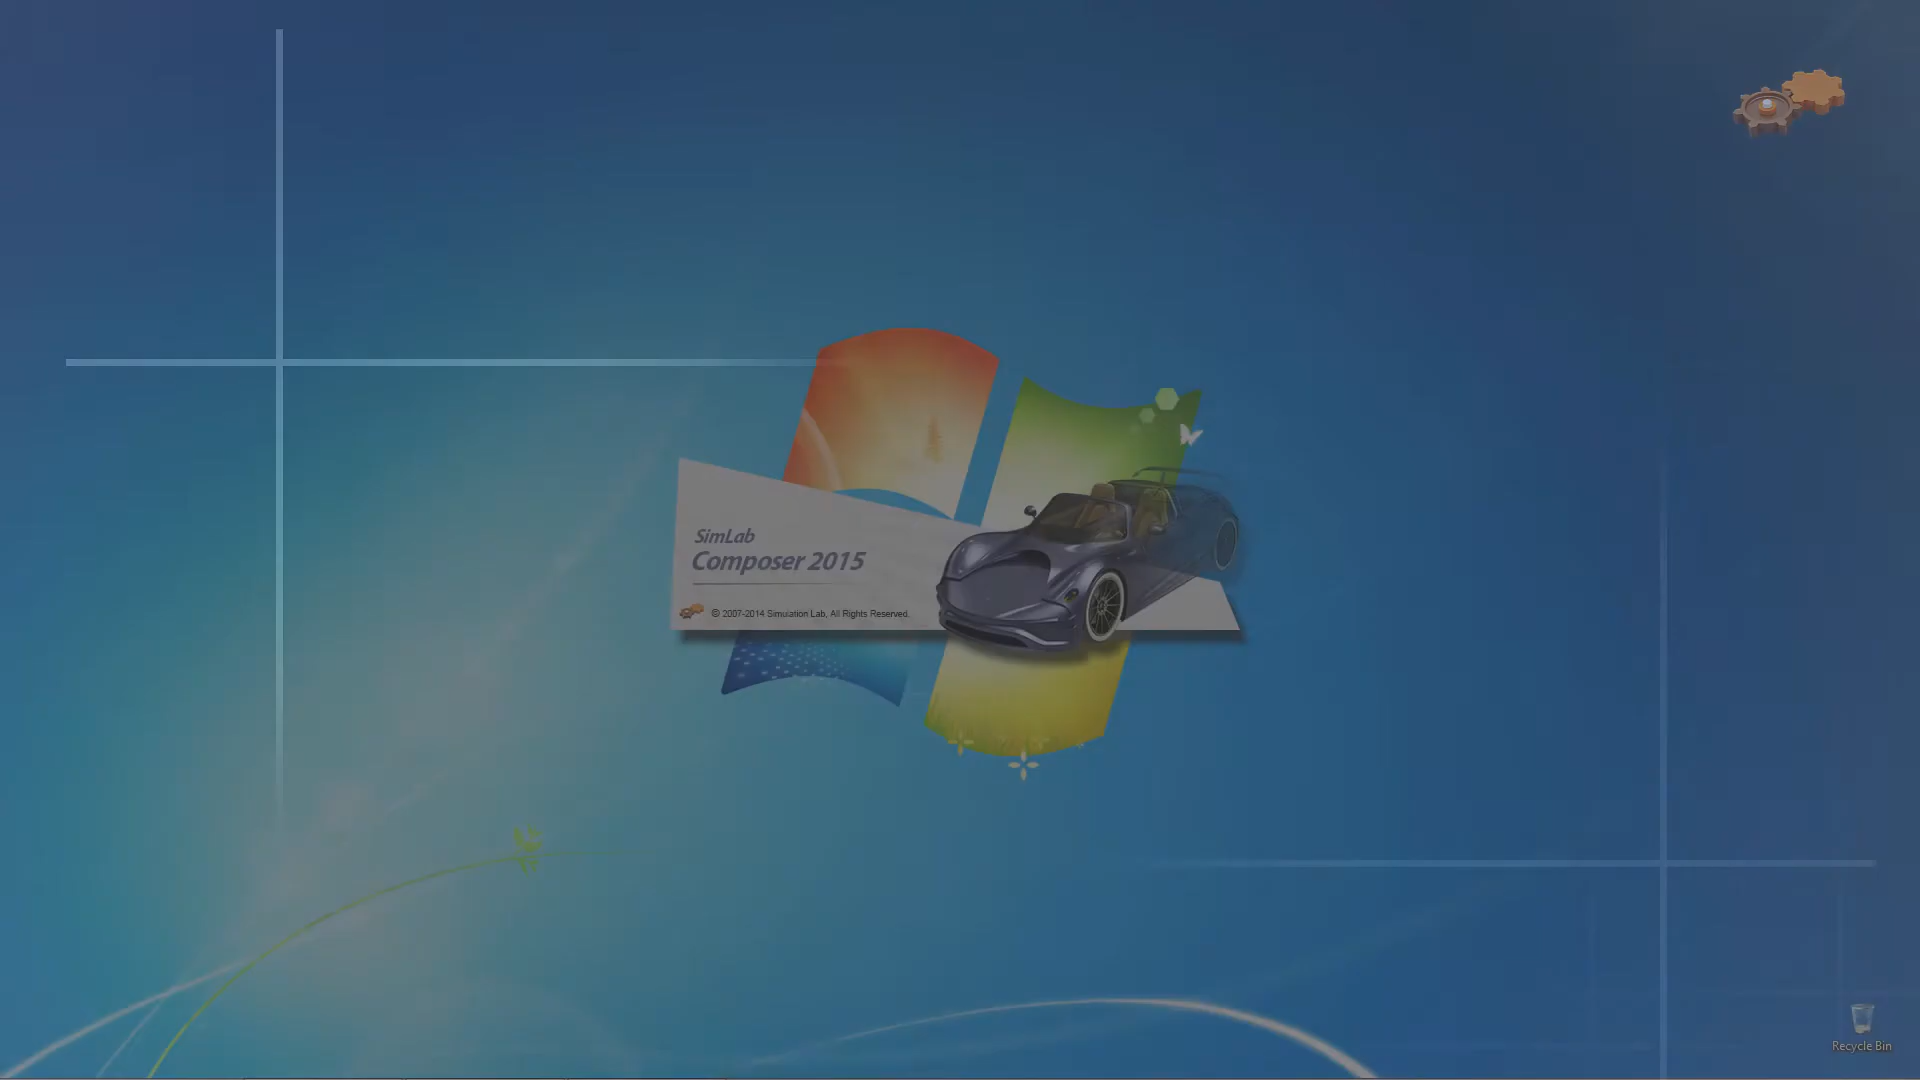 SimLab
Composer 2015
© 2007-2014 Simulation Lab, All Rights Reserved.
Recycle Bin